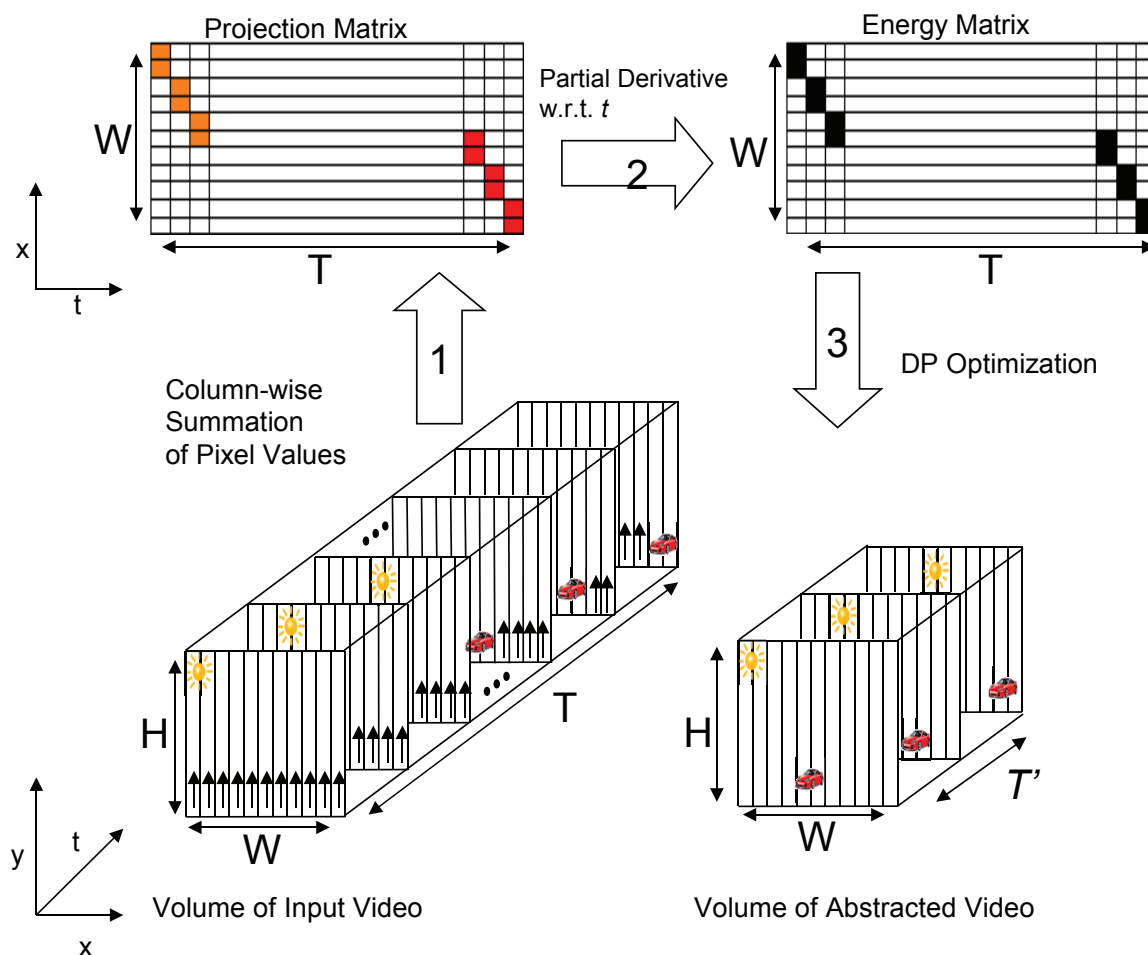 Projection Matrix
Energy Matrix
Partial Derivative
w.r.t. t
W
2
W
x
t
T
T
1
3
DP Optimization
Column-wise
Summation
of Pixel Values
H
T
W
H
T'
W
y
t
x
Volume of Input Video
Volume of Abstracted Video